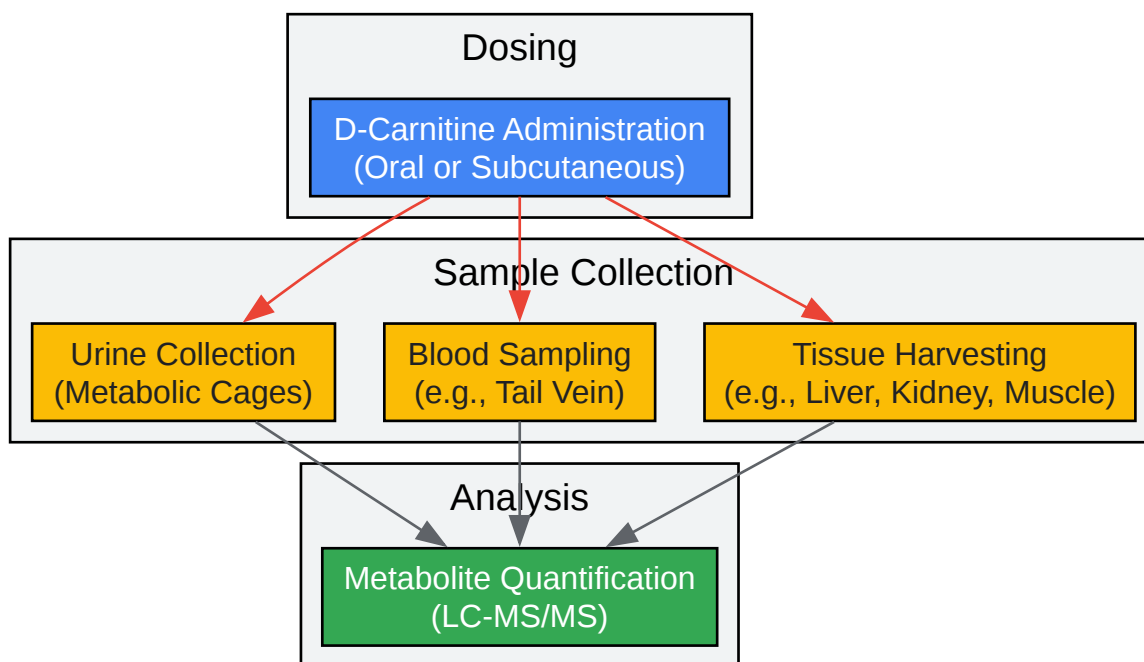 Dosing
D-Carnitine Administration
(Oral or Subcutaneous)
Sample Collection
Urine Collection
(Metabolic Cages)
Blood Sampling
(e.g., Tail Vein)
Tissue Harvesting
(e.g., Liver, Kidney, Muscle)
Analysis
Metabolite Quantification
(LC-MS/MS)